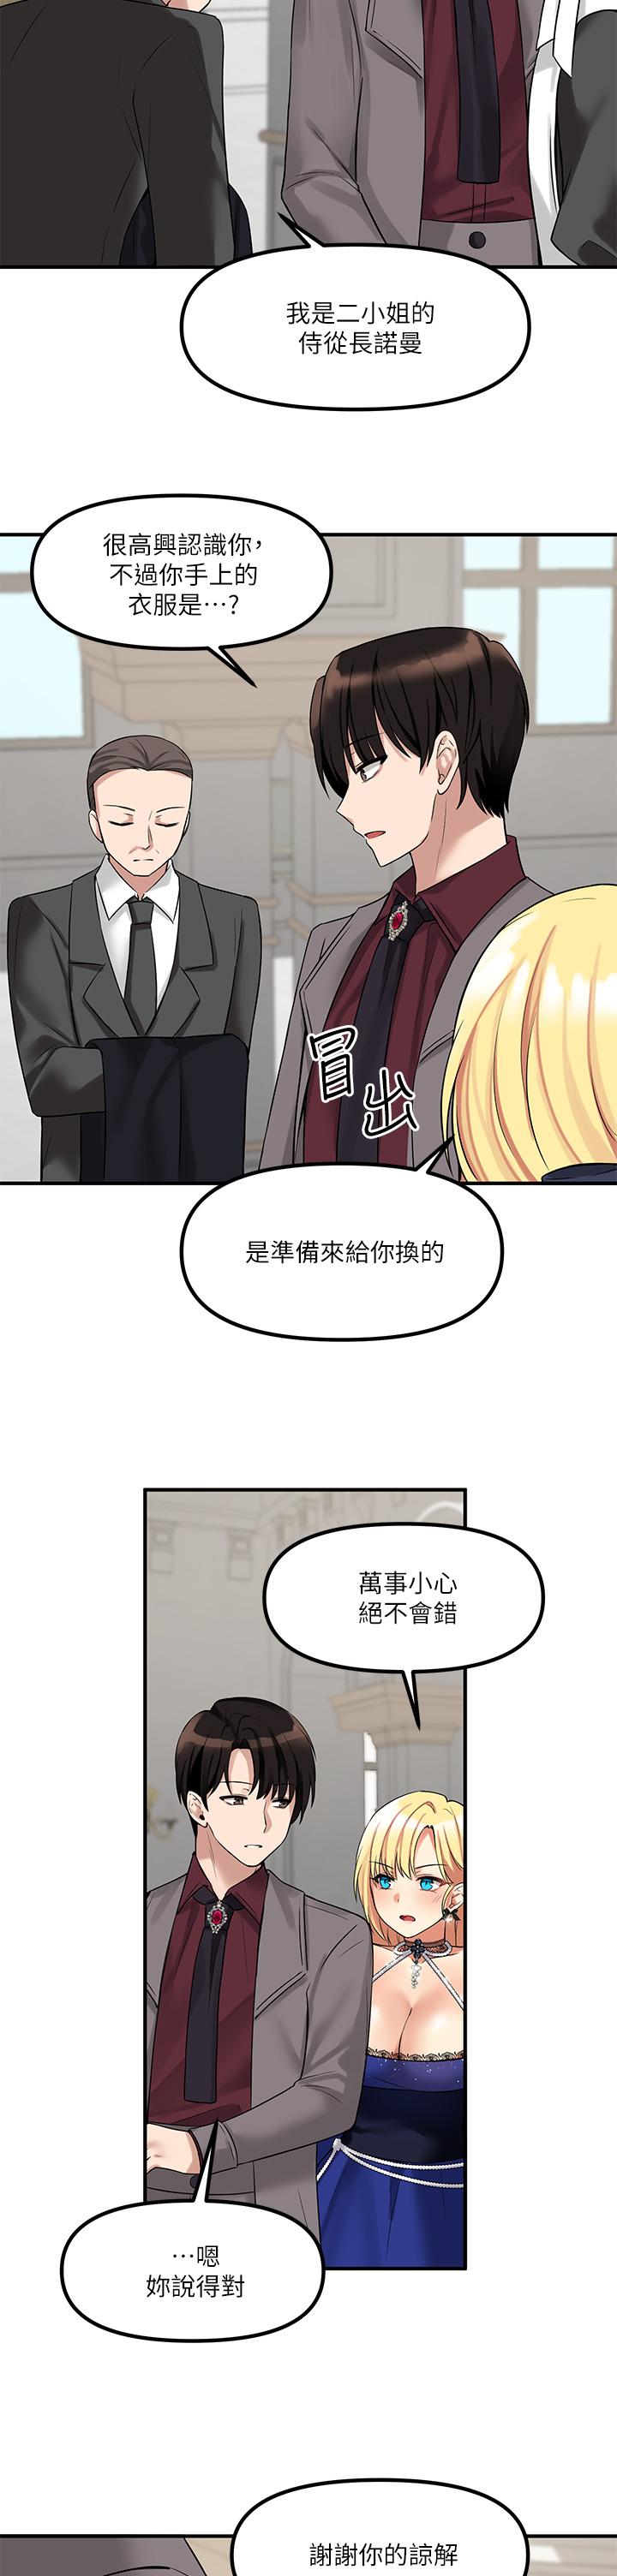 我是二小姐的
侍從長諾曼
很高興認識你，
不過你手上的
衣服是…?
冒出
是準備來給你換的
萬事小心
絕不會錯
…嗯
妳說得對
謝謝你的諒解